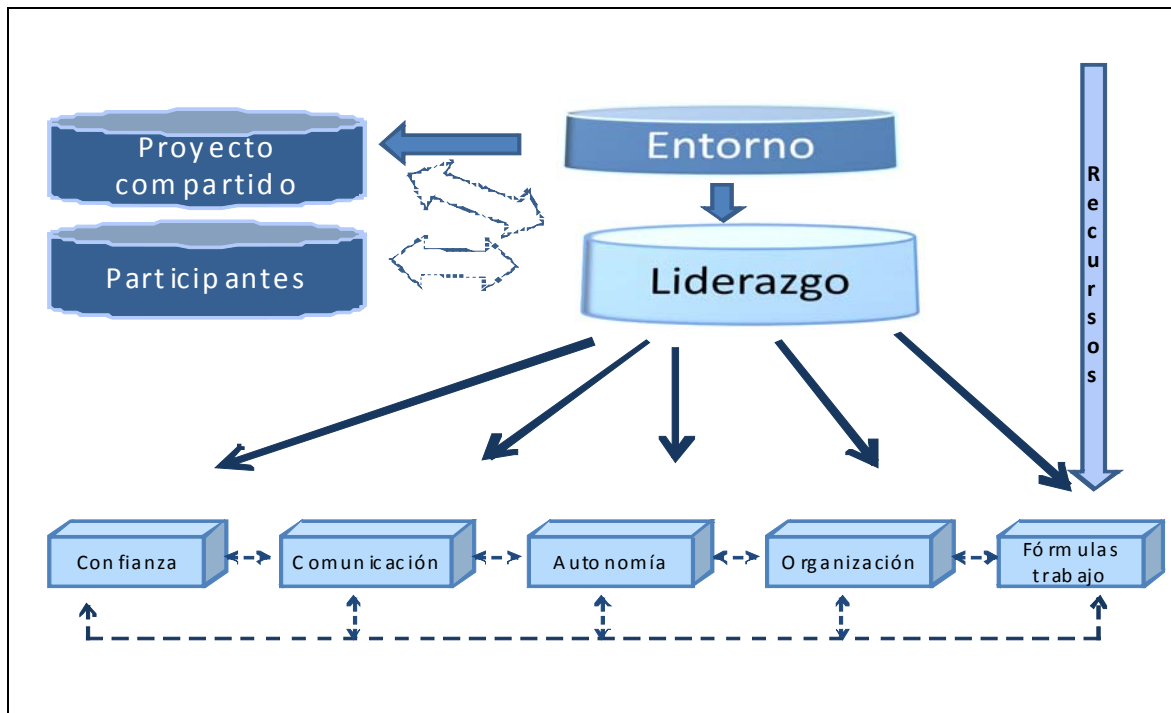 Proyecto
compartido
Entorno
Participantes
Liderazgo
Recursos
Confianza
Comunicación
Autonomía
Organización
Fórmulas
trabajo